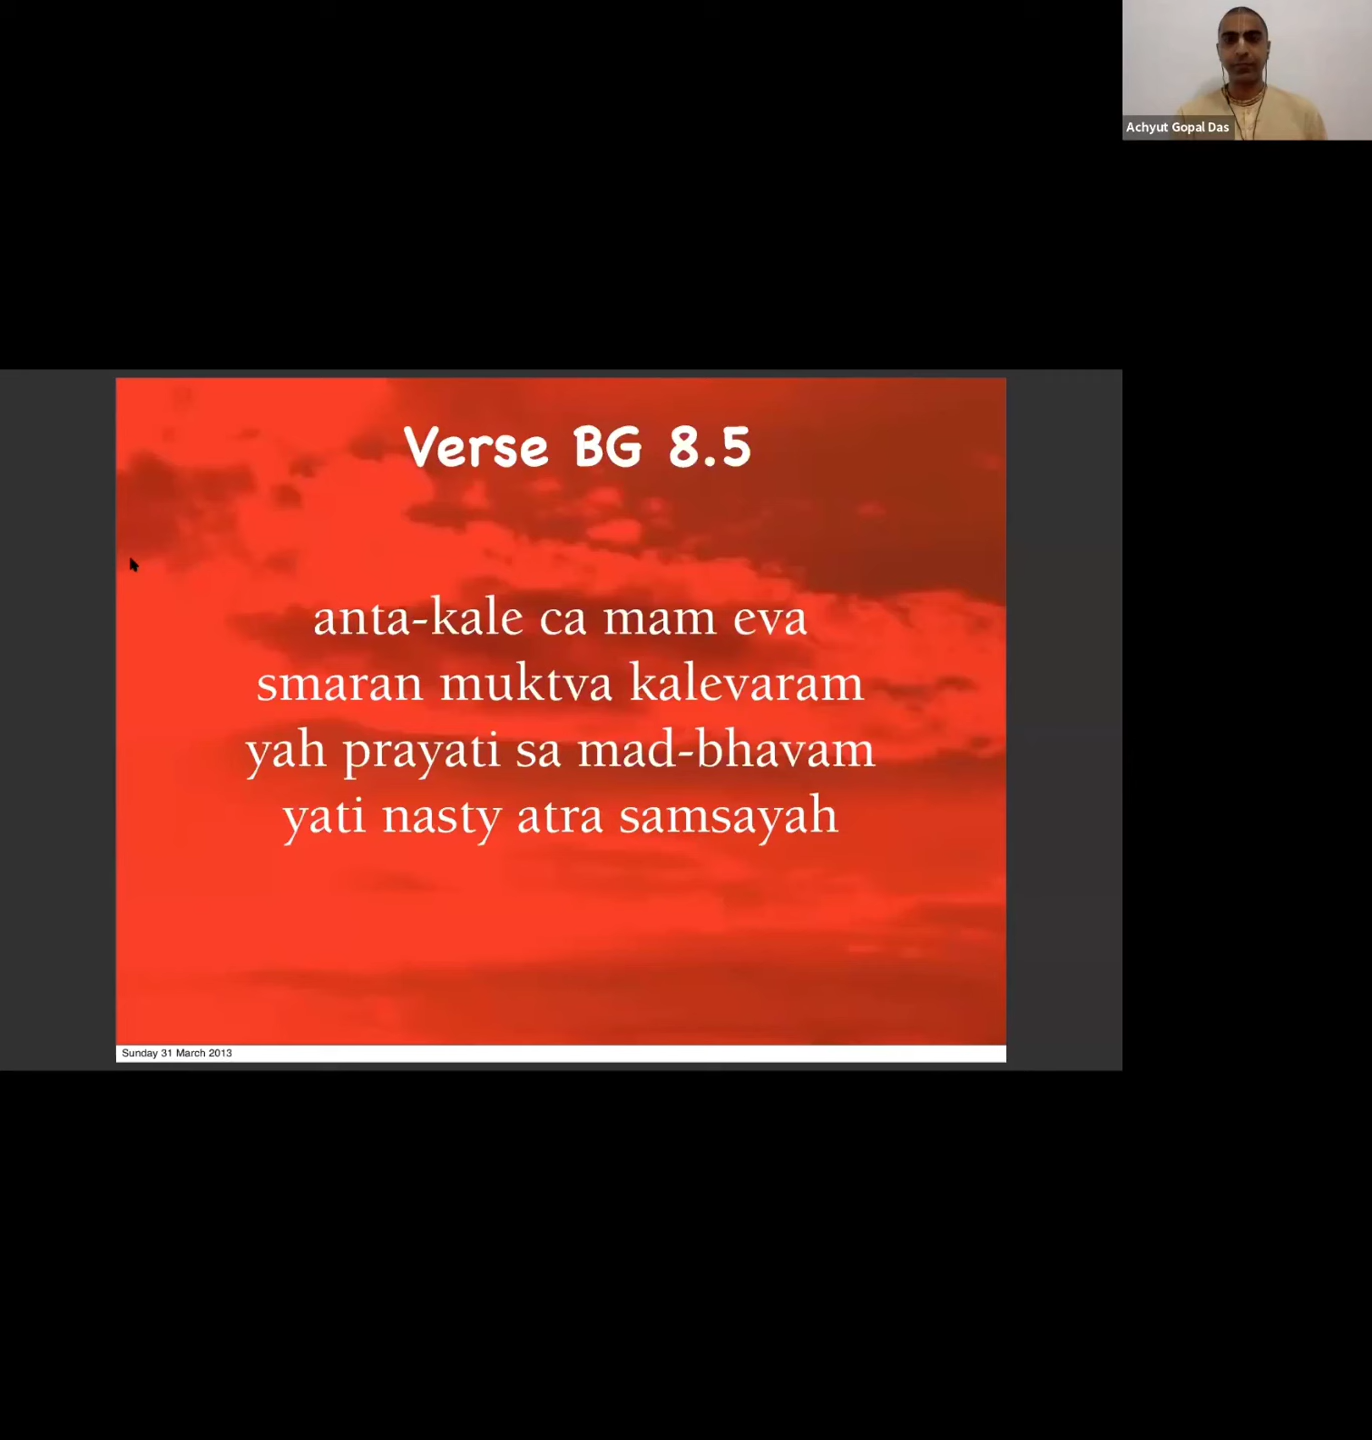 Achyut Gopal Das
Verse BG 8.5
anta-kale ca mam eva
smaran muktva kalevaram
yah prayati sa mad-bhavam
yati nasty atra samsayah
Sunday 31 March 2013